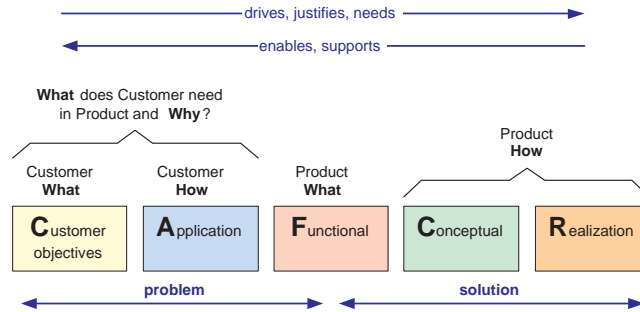 drives, justifies, needs
enables, supports
What does Customer need
in Product and Why?
Product
How
Customer
What
Customer
How
Product
What
Customer
objectives
Application
Functional
Conceptual
Realization
problem
solution